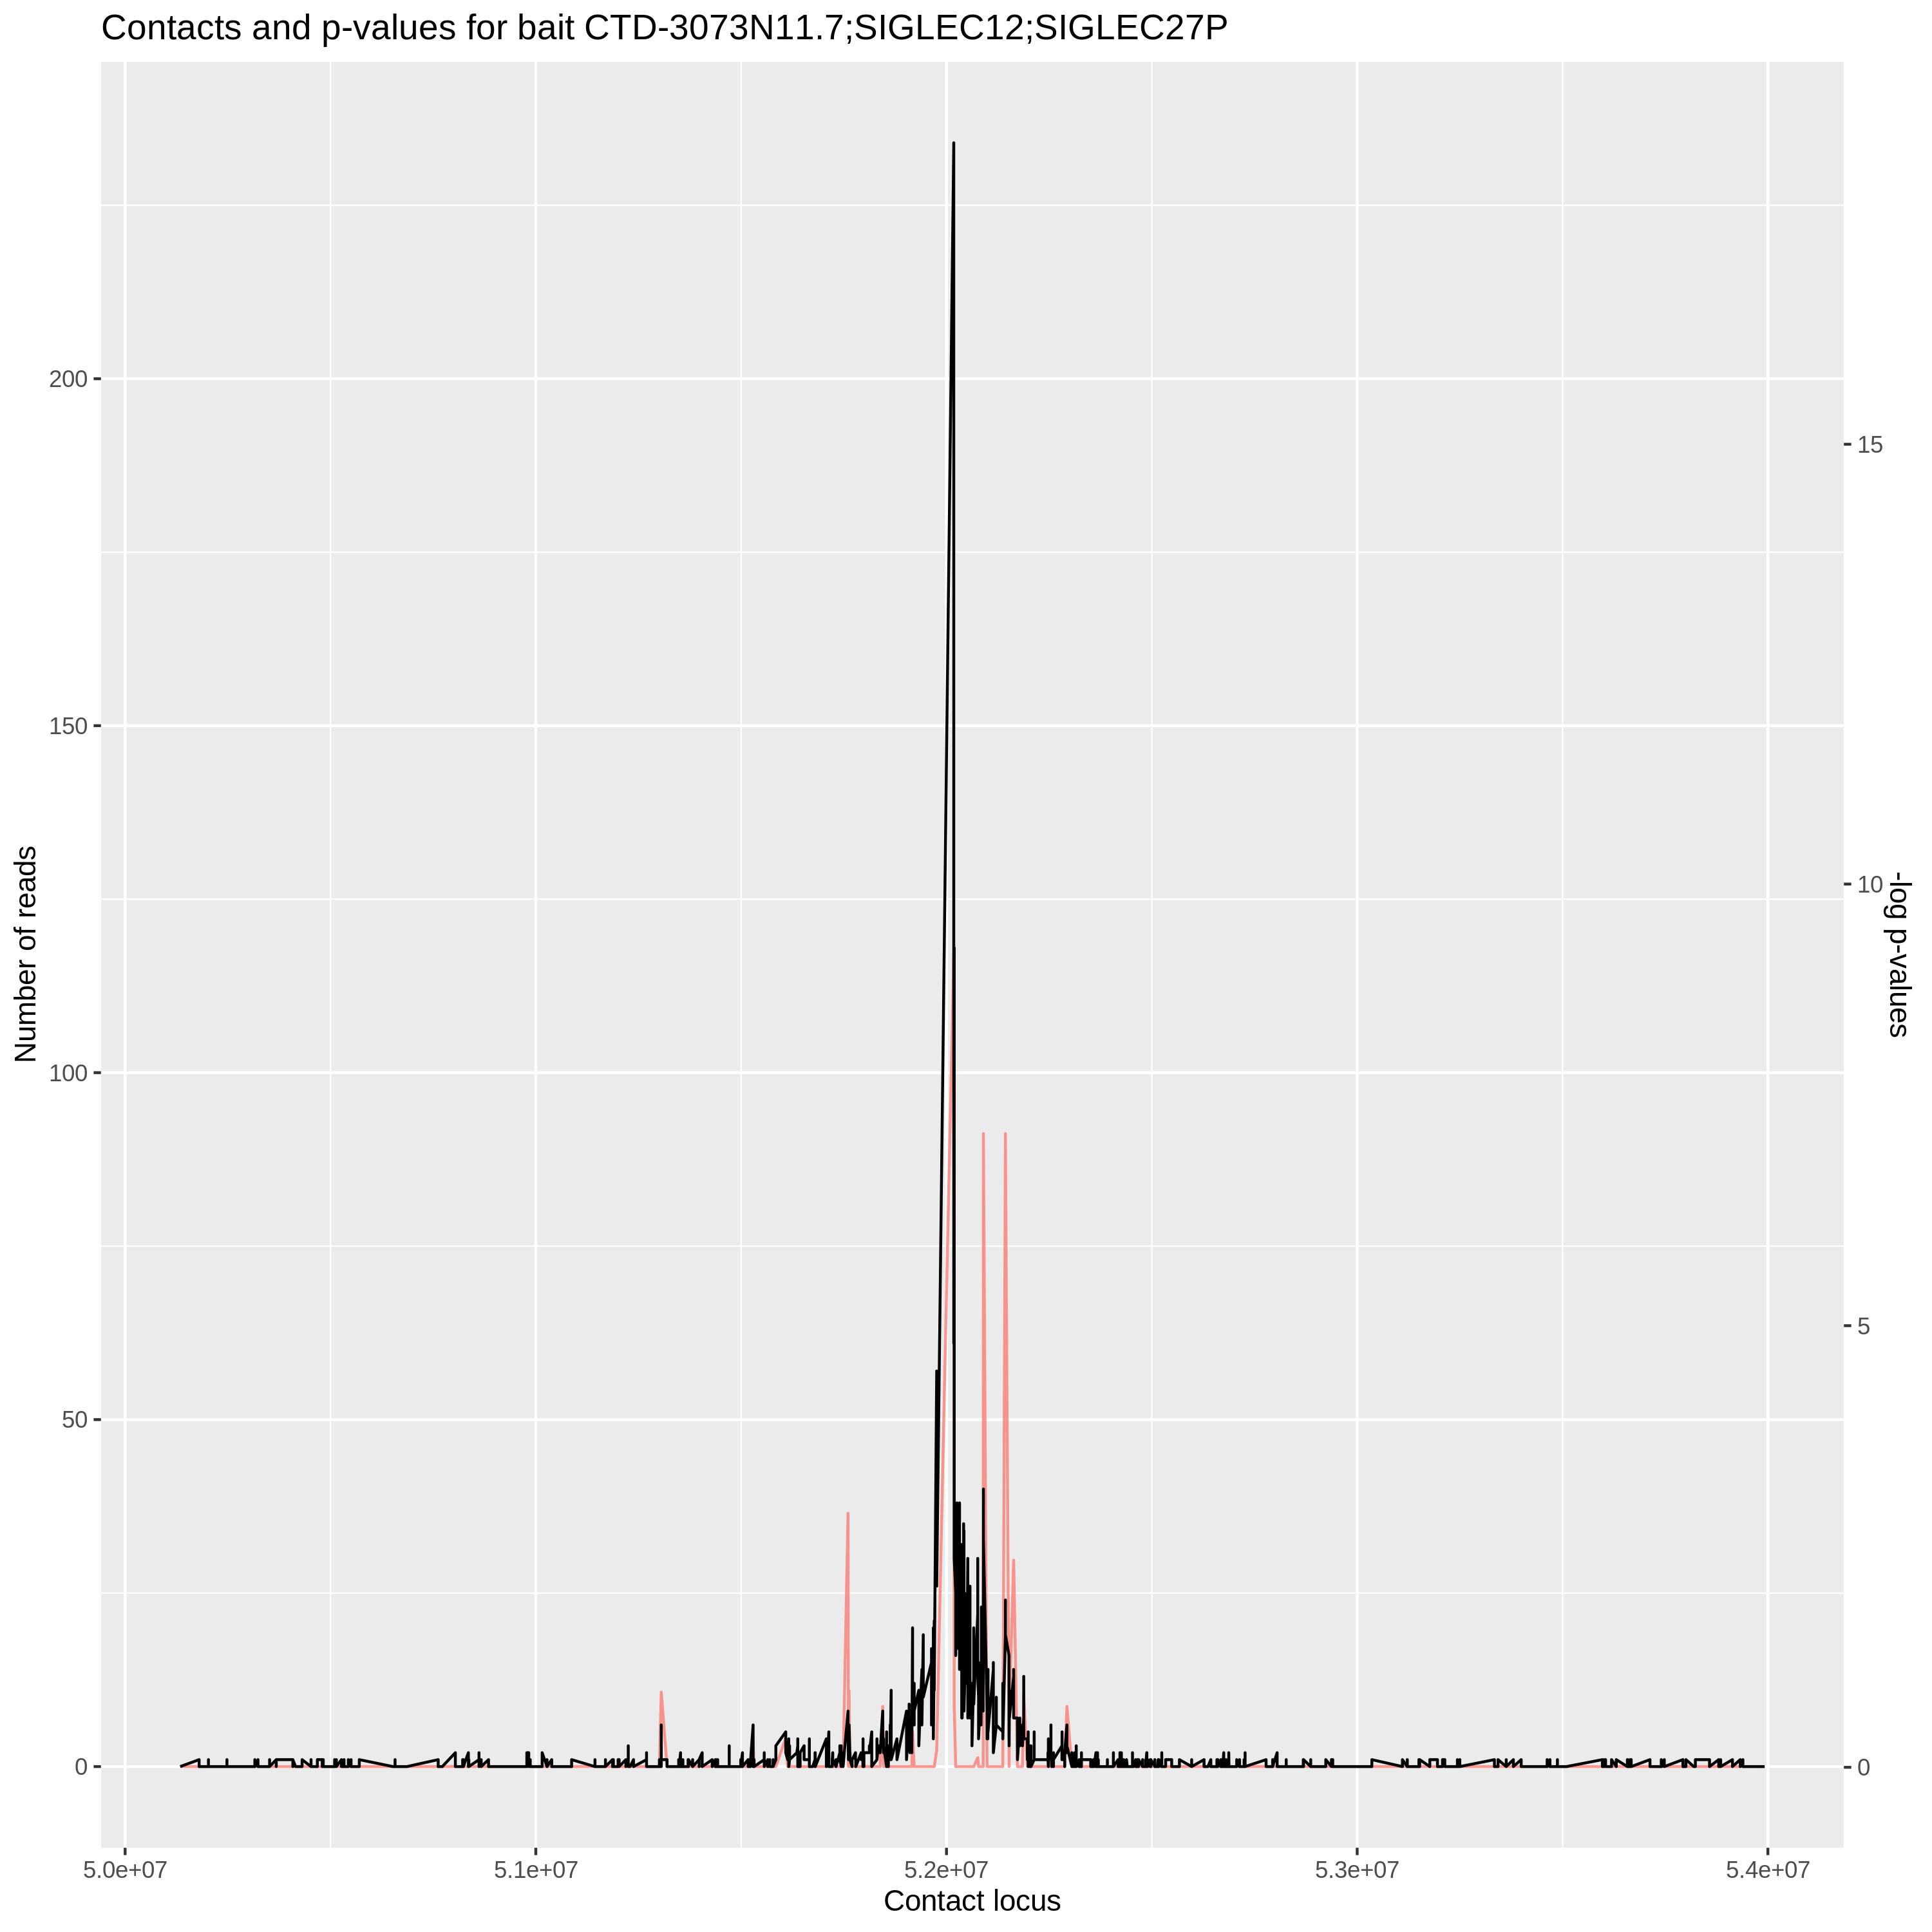 Contacts and p-values for bait CTD-3073N11.7;SIGLEC12;SIGLEC27P
Number of reads
200
150
100
50
0
15
10
5
0
-log p-values
5.0e+07
5.1e+07
5.2e+07
5.3e+07
5.4e+07
Contact locus